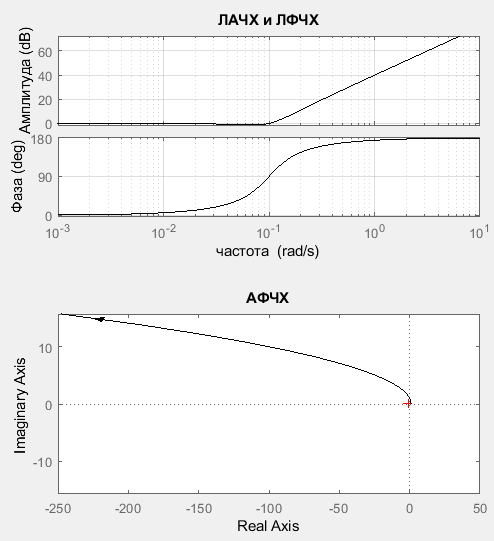 ЛАЧХ и ЛФЧХ
Амплитуда (dB)
60
40
20
0
Фаза (deg)
180
90
0
10^-3 10^-2 10^-1 10^0 10^1
частота (rad/s)
АФЧХ
Imaginary Axis
10
0
-10
-250 -200 -150 -100 -50 0 50
Real Axis